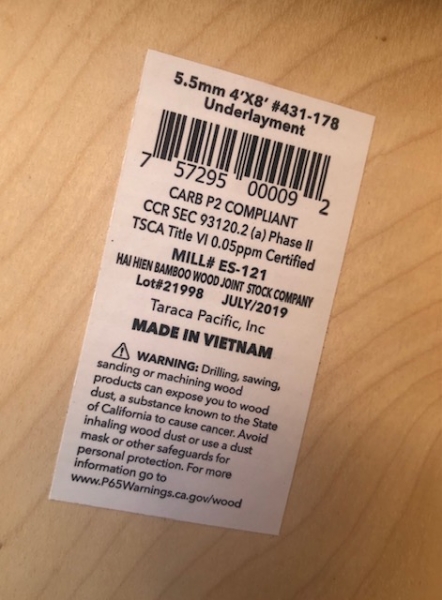 5.5mm 4'X8' #431-178
Underlayment
7 57295 00009 2
CARB P2 COMPLIANT
CCR SEC 93120.2 (a) Phase II
TSCA Title VI 0.05ppm Certified
MILL# ES-121
HAI HIEN BAMBOO WOOD JOINT STOCK COMPANY
Lot#21998 JULY/2019
Taraca Pacific, Inc
MADE IN VIETNAM
WARNING: Drilling, sawing,
sanding or machining wood
products can expose you to wood
dust, a substance known to the State
of California to cause cancer. Avoid
inhaling wood dust or use a dust
mask or other safeguards for
personal protection. For more
information go to
www.P65Warnings.ca.gov/wood